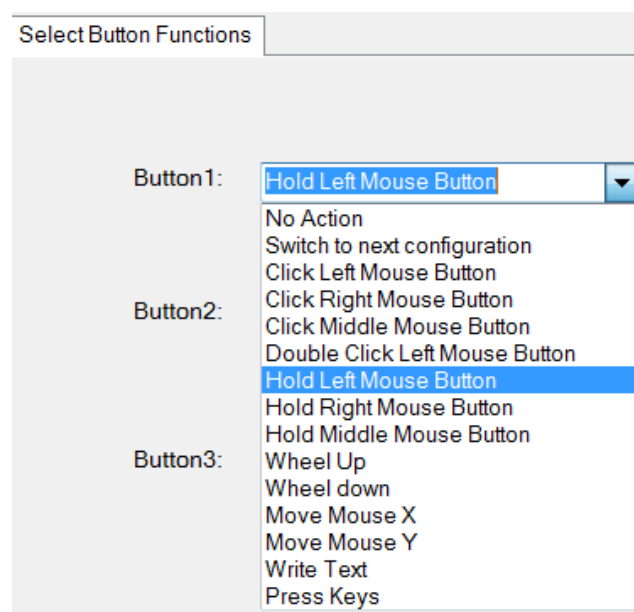 Select Button Functions
Button1:
Hold Left Mouse Button
No Action
Switch to next configuration
Click Left Mouse Button
Click Right Mouse Button
Button2:
Click Middle Mouse Button
Double Click Left Mouse Button
Hold Left Mouse Button
Hold Right Mouse Button
Hold Middle Mouse Button
Button3:
Wheel Up
Wheel down
Move Mouse X
Move Mouse Y
Write Text
Press Keys